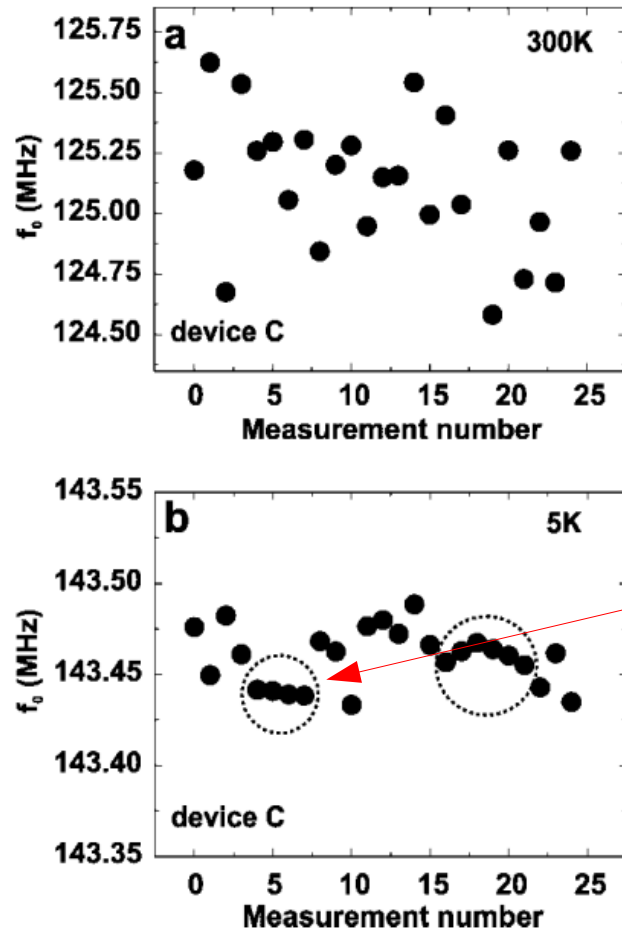 a
300K
125.75
125.50
125.25
125.00
124.75
124.50
f₀ (MHz)
device C
0 5 10 15 20 25
Measurement number
b
5K
143.55
143.50
143.45
143.40
143.35
f₀ (MHz)
device C
0 5 10 15 20 25
Measurement number